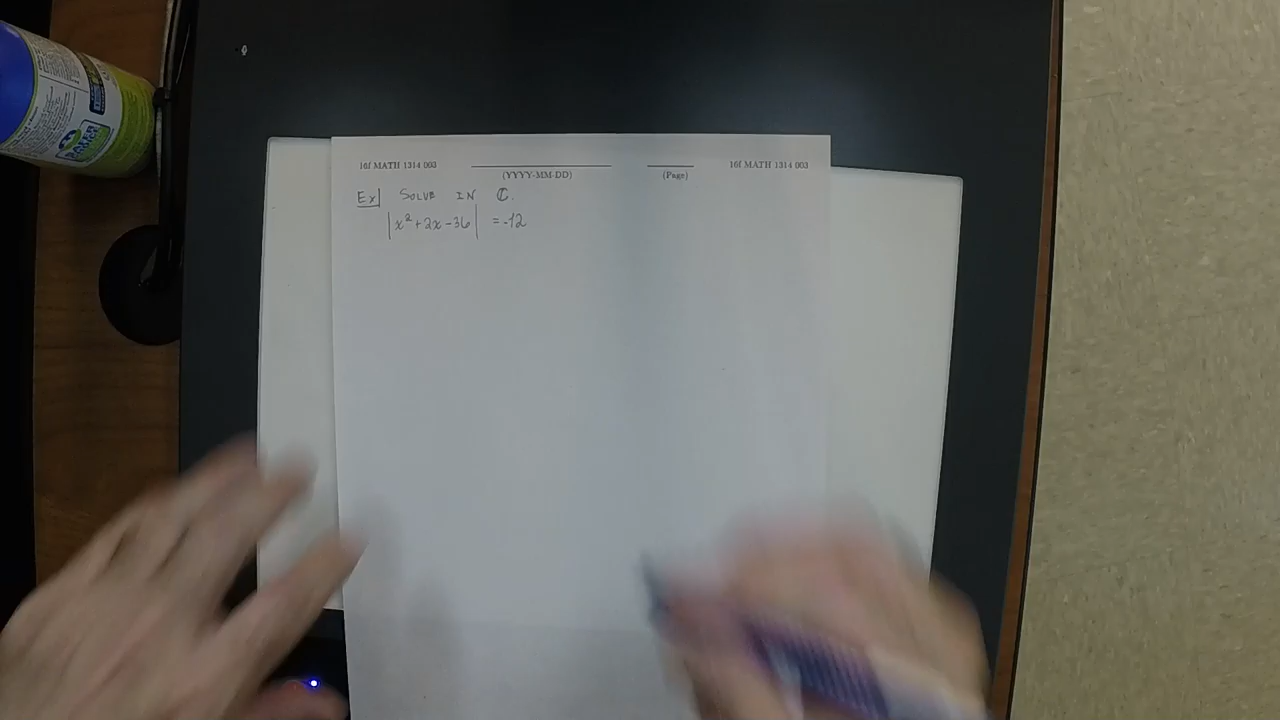 16f MATH 1314 003 (YYYY-MM-DD) (Page) 16f MATH 1314 003
Ex SOLVE IN ℂ.
|x²+2x-36| =-12